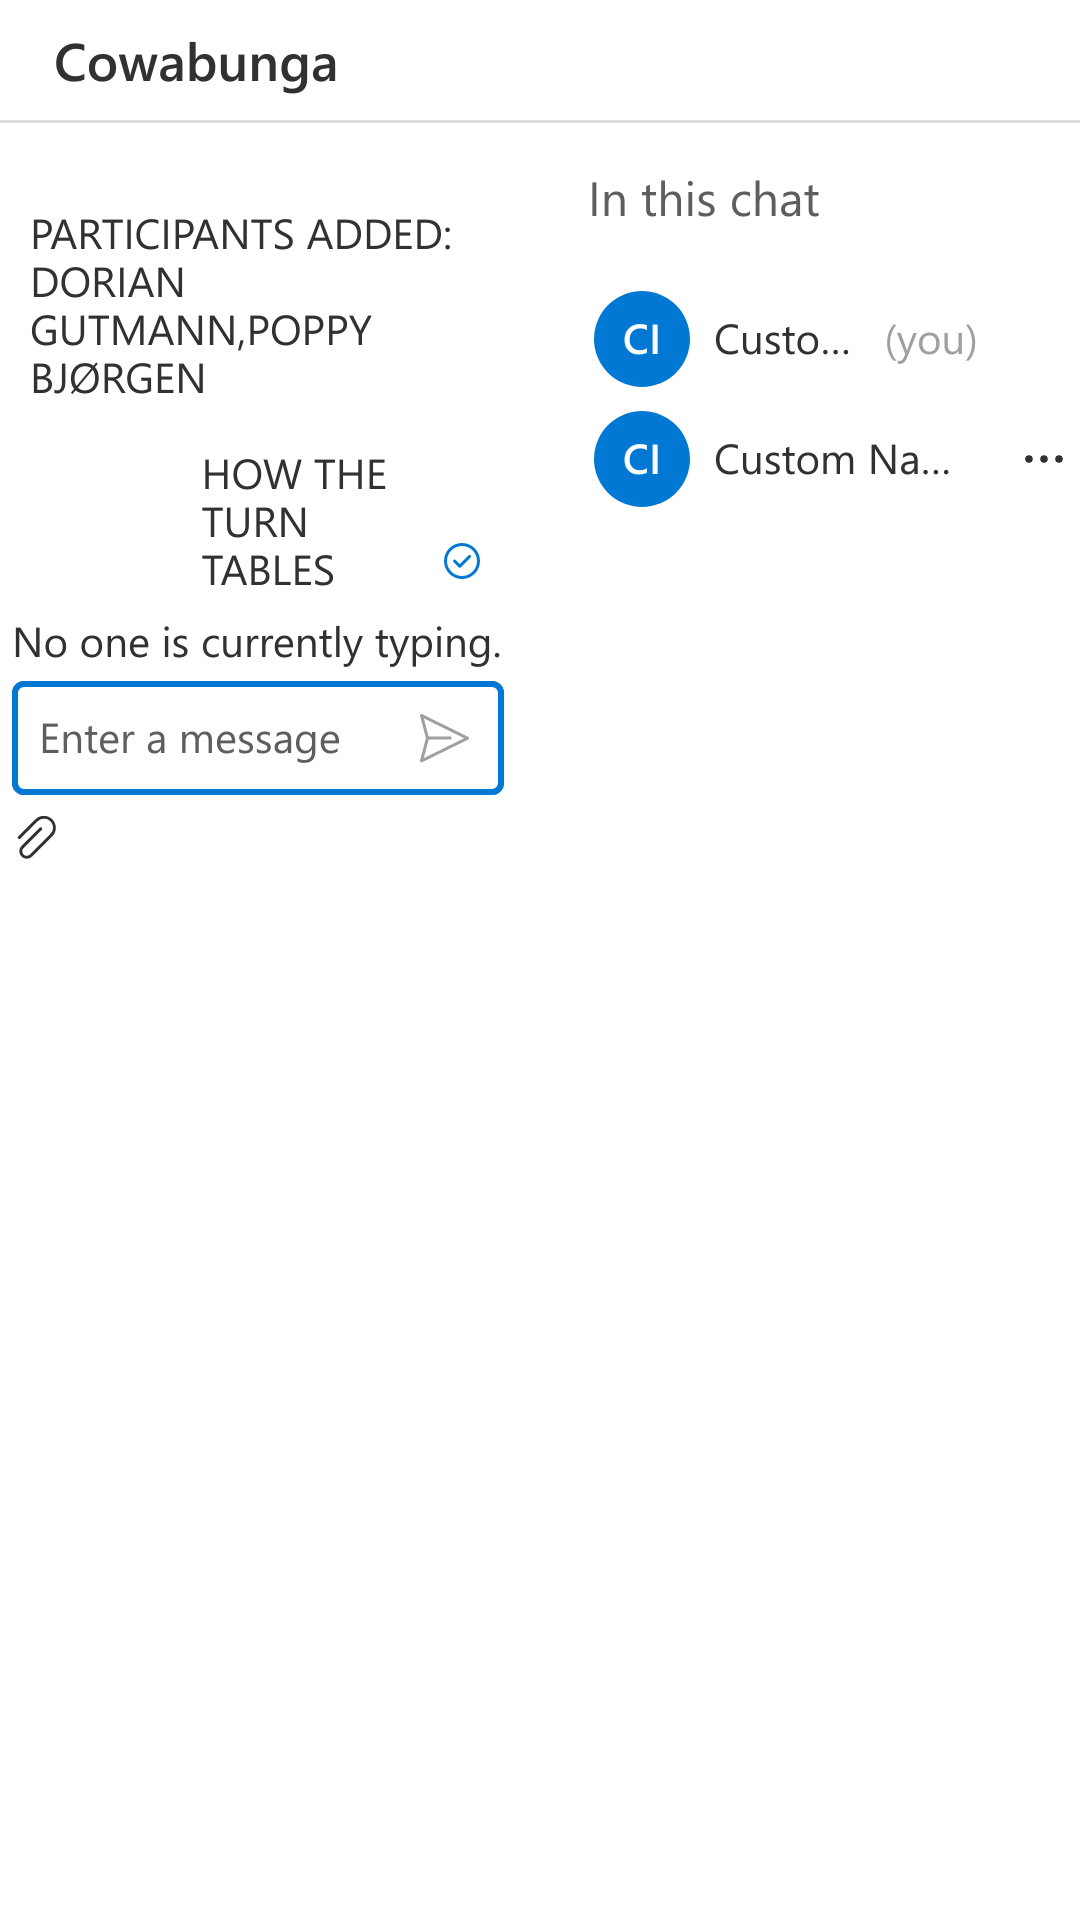 Cowabunga
PARTICIPANTS ADDED:
DORIAN
GUTMANN,POPPY
BJØRGEN
HOW THE
TURN
TABLES
No one is currently typing.
Enter a message
In this chat
CI Custo... (you)
CI Custom Na...